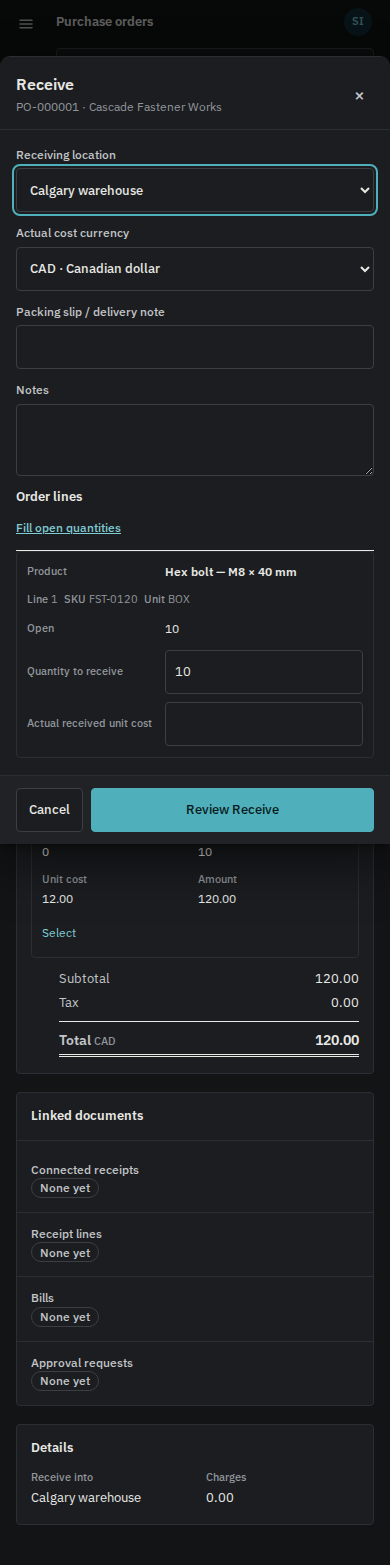 Purchase orders
SI
Receive
×
PO-000001 · Cascade Fastener Works
Receiving location
Calgary warehouse
Actual cost currency
CAD · Canadian dollar
Packing slip / delivery note
Notes
Order lines
Fill open quantities
Product Hex bolt — M8 × 40 mm
Line 1 SKU FST-0120 Unit BOX
Open 10
Quantity to receive 10
Actual received unit cost
Cancel Review Receive
0 10
Unit cost Amount
12.00 120.00
Select
Subtotal 120.00
Tax 0.00
Total CAD 120.00
Linked documents
Connected receipts
None yet
Receipt lines
None yet
Bills
None yet
Approval requests
None yet
Details
Receive into Charges
Calgary warehouse 0.00